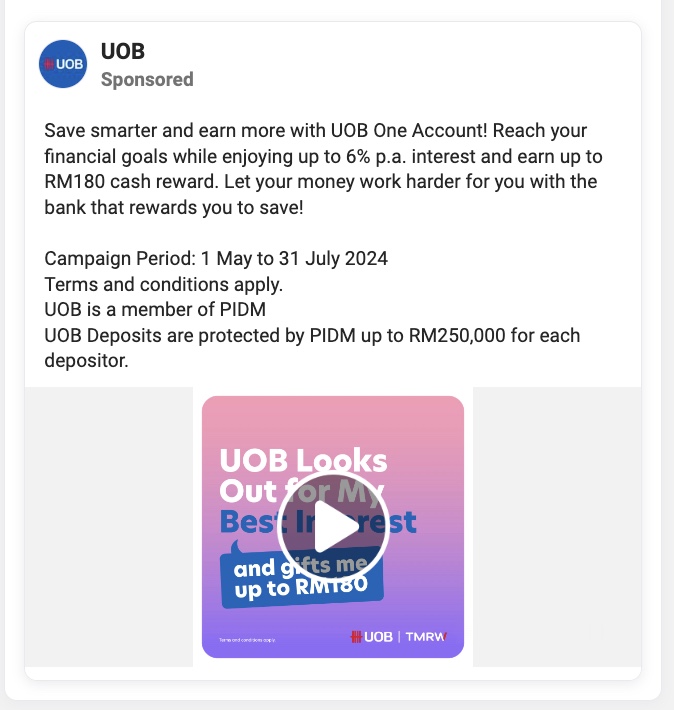 UOB
UOB
Sponsored
Save smarter and earn more with UOB One Account! Reach your
financial goals while enjoying up to 6% p.a. interest and earn up to
RM180 cash reward. Let your money work harder for you with the
bank that rewards you to save!
Campaign Period: 1 May to 31 July 2024
Terms and conditions apply.
UOB is a member of PIDM
UOB Deposits are protected by PIDM up to RM250,000 for each
depositor.
UOB Looks
Out for My
Best Interest
and gifts me
up to RM180
Terms and conditions apply.
UOB | TMRW